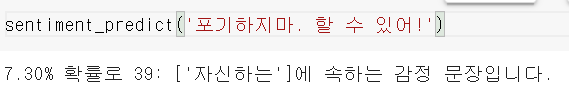 sentiment_predict('포기하지마. 할 수 있어!')
7.30% 확률로 39: ['자신하는']에 속하는 감정 문장입니다.